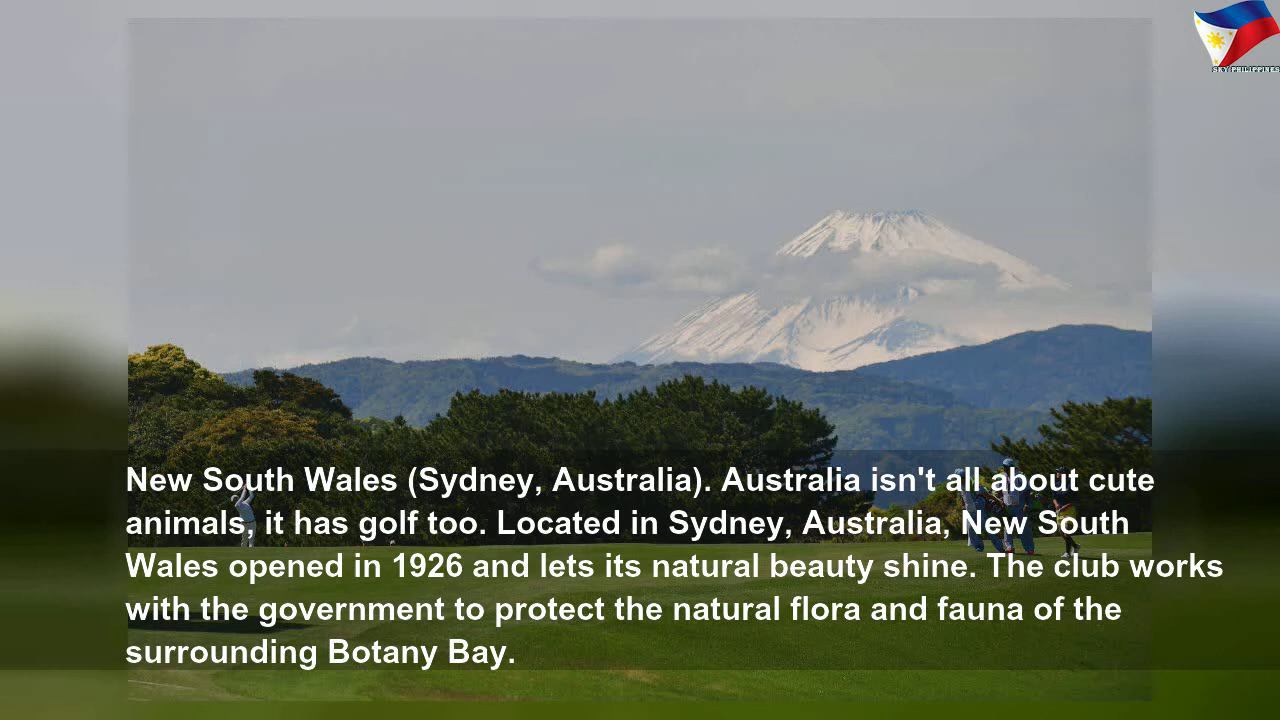 SKY PHILIPPINES
New South Wales (Sydney, Australia). Australia isn't all about cute
animals, it has golf too. Located in Sydney, Australia, New South
Wales opened in 1926 and lets its natural beauty shine. The club works
with the government to protect the natural flora and fauna of the
surrounding Botany Bay.